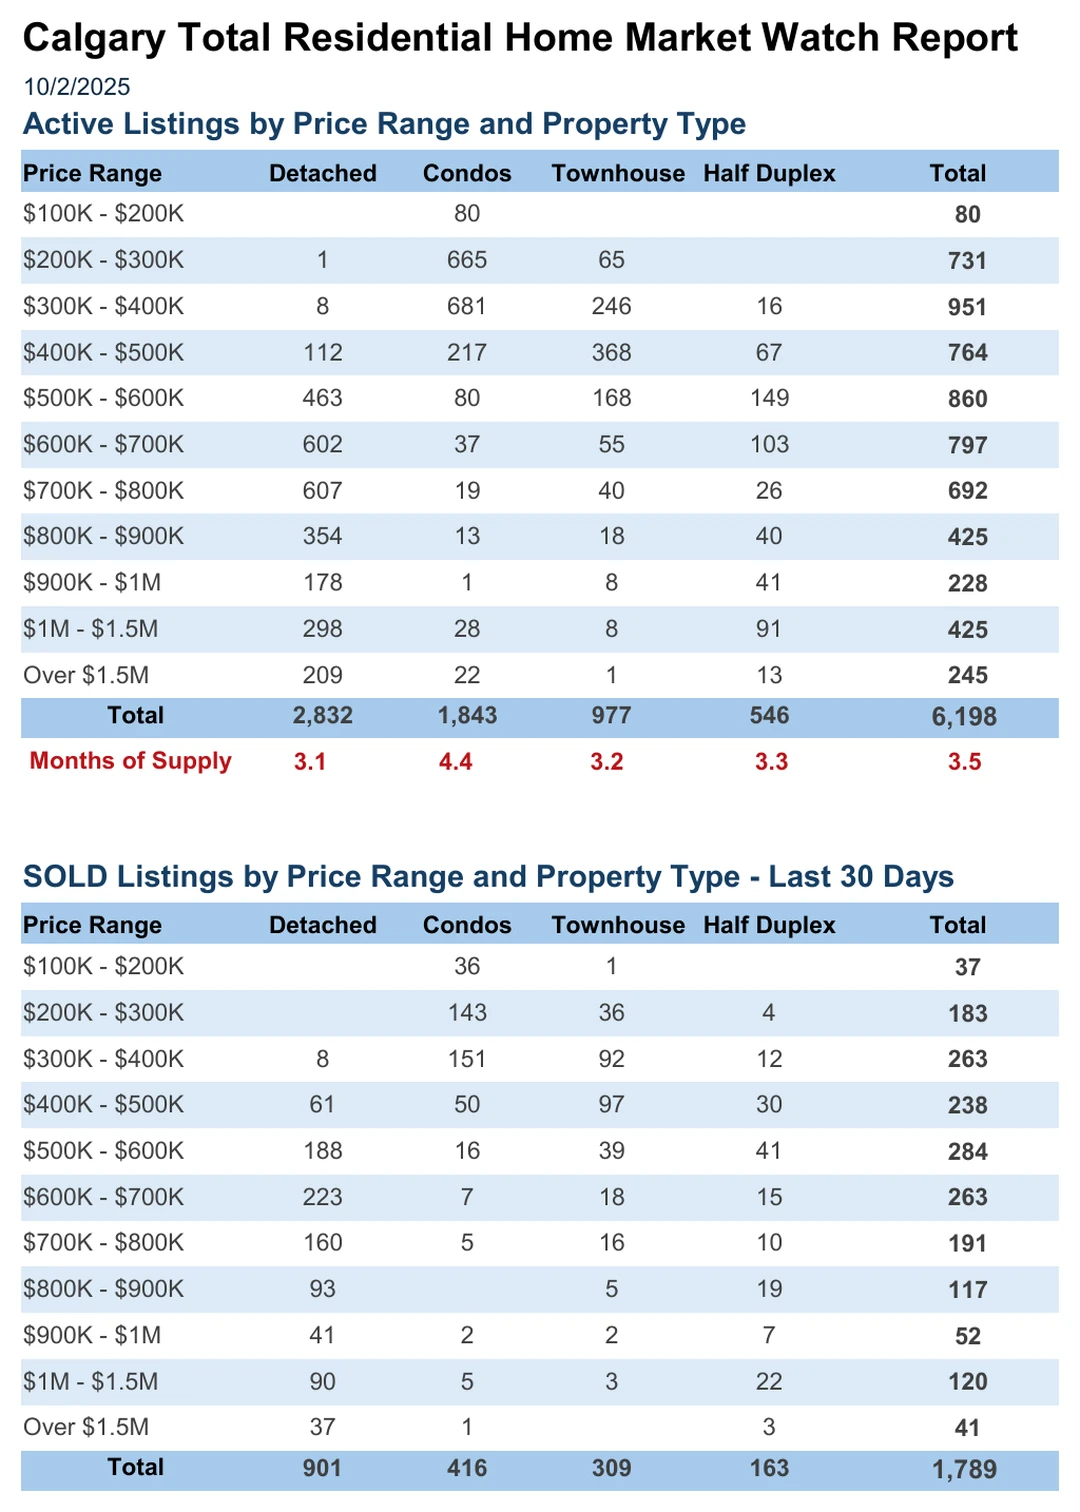 Calgary Total Residential Home Market Watch Report
10/2/2025
Active Listings by Price Range and Property Type
Price Range Detached Condos Townhouse Half Duplex Total
$100K - $200K 80 80
$200K - $300K 1 665 65 731
$300K - $400K 8 681 246 16 951
$400K - $500K 112 217 368 67 764
$500K - $600K 463 80 168 149 860
$600K - $700K 602 37 55 103 797
$700K - $800K 607 19 40 26 692
$800K - $900K 354 13 18 40 425
$900K - $1M 178 1 8 41 228
$1M - $1.5M 298 28 8 91 425
Over $1.5M 209 22 1 13 245
Total 2,832 1,843 977 546 6,198
Months of Supply 3.1 4.4 3.2 3.3 3.5
SOLD Listings by Price Range and Property Type - Last 30 Days
Price Range Detached Condos Townhouse Half Duplex Total
$100K - $200K 36 1 37
$200K - $300K 143 36 4 183
$300K - $400K 8 151 92 12 263
$400K - $500K 61 50 97 30 238
$500K - $600K 188 16 39 41 284
$600K - $700K 223 7 18 15 263
$700K - $800K 160 5 16 10 191
$800K - $900K 93 5 19 117
$900K - $1M 41 2 2 7 52
$1M - $1.5M 90 5 3 22 120
Over $1.5M 37 1 3 41
Total 901 416 309 163 1,789